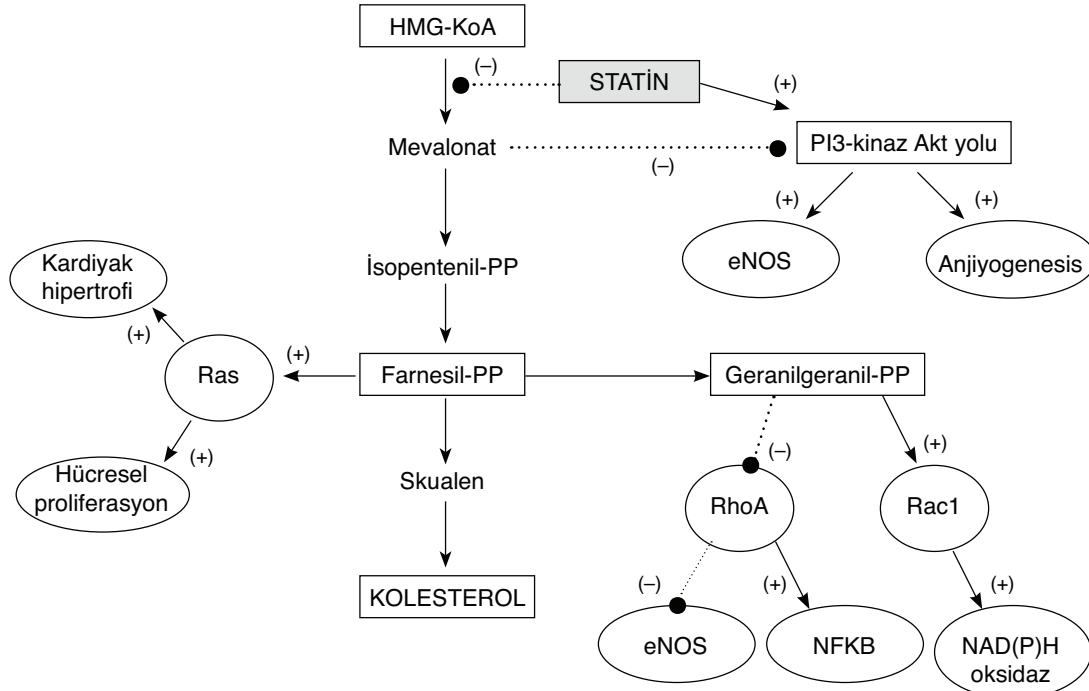 HMG-KoA
(–)
STATİN
(+)
Mevalonat
(–)
PI3-kinaz Akt yolu
(+)
(+)
eNOS
Anjiyogenesis
İsopentenil-PP
Kardiyak
hipertrofi
(+)
Ras
(+)
Farnesil-PP
Geranilgeranil-PP
(+)
Hücresel
proliferasyon
Skualen
(–)
(+)
RhoA
Rac1
KOLESTEROL
(–)
(+)
(+)
eNOS
NFKB
NAD(P)H
oksidaz